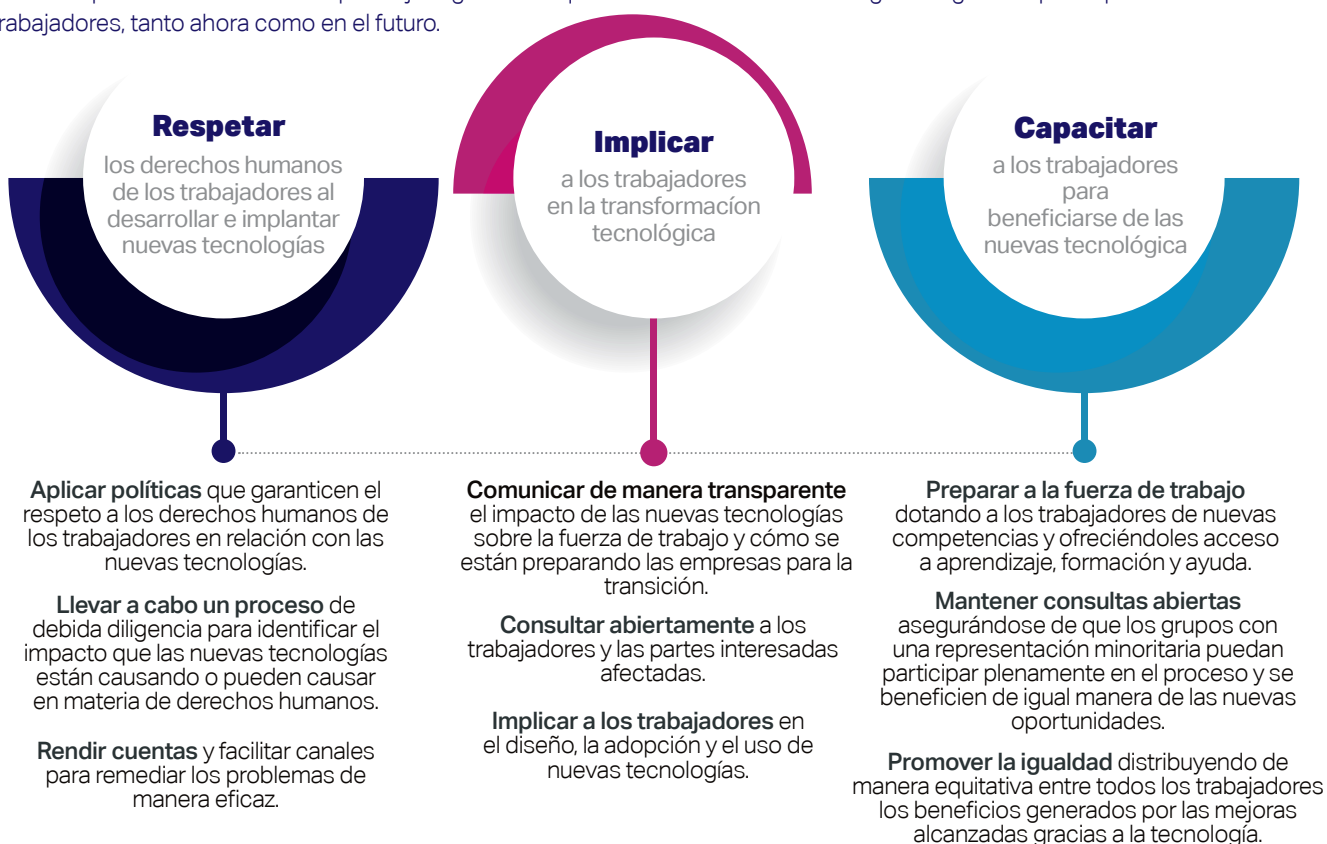 trabajadores, tanto ahora como en el futuro.
Respetar
los derechos humanos
de los trabajadores al
desarrollar e implantar
nuevas tecnologías
Implicar
a los trabajadores
en la transformacíon
tecnológica
Capacitar
a los trabajadores
para
beneficiarse de las
nuevas tecnológica
Aplicar políticas que garanticen el
respeto a los derechos humanos de
los trabajadores en relación con las
nuevas tecnologías.
Llevar a cabo un proceso de
debida diligencia para identificar el
impacto que las nuevas tecnologías
están causando o pueden causar
en materia de derechos humanos.
Rendir cuentas y facilitar canales
para remediar los problemas de
manera eficaz.
Comunicar de manera transparente
el impacto de las nuevas tecnologías
sobre la fuerza de trabajo y cómo se
están preparando las empresas para la
transición.
Consultar abiertamente a los
trabajadores y las partes interesadas
afectadas.
Implicar a los trabajadores en
el diseño, la adopción y el uso de
nuevas tecnologías.
Preparar a la fuerza de trabajo
dotando a los trabajadores de nuevas
competencias y ofreciéndoles acceso
a aprendizaje, formación y ayuda.
Mantener consultas abiertas
asegurándose de que los grupos con
una representación minoritaria puedan
participar plenamente en el proceso y se
beneficien de igual manera de las nuevas
oportunidades.
Promover la igualdad distribuyendo de
manera equitativa entre todos los trabajadores
los beneficios generados por las mejoras
alcanzadas gracias a la tecnología.